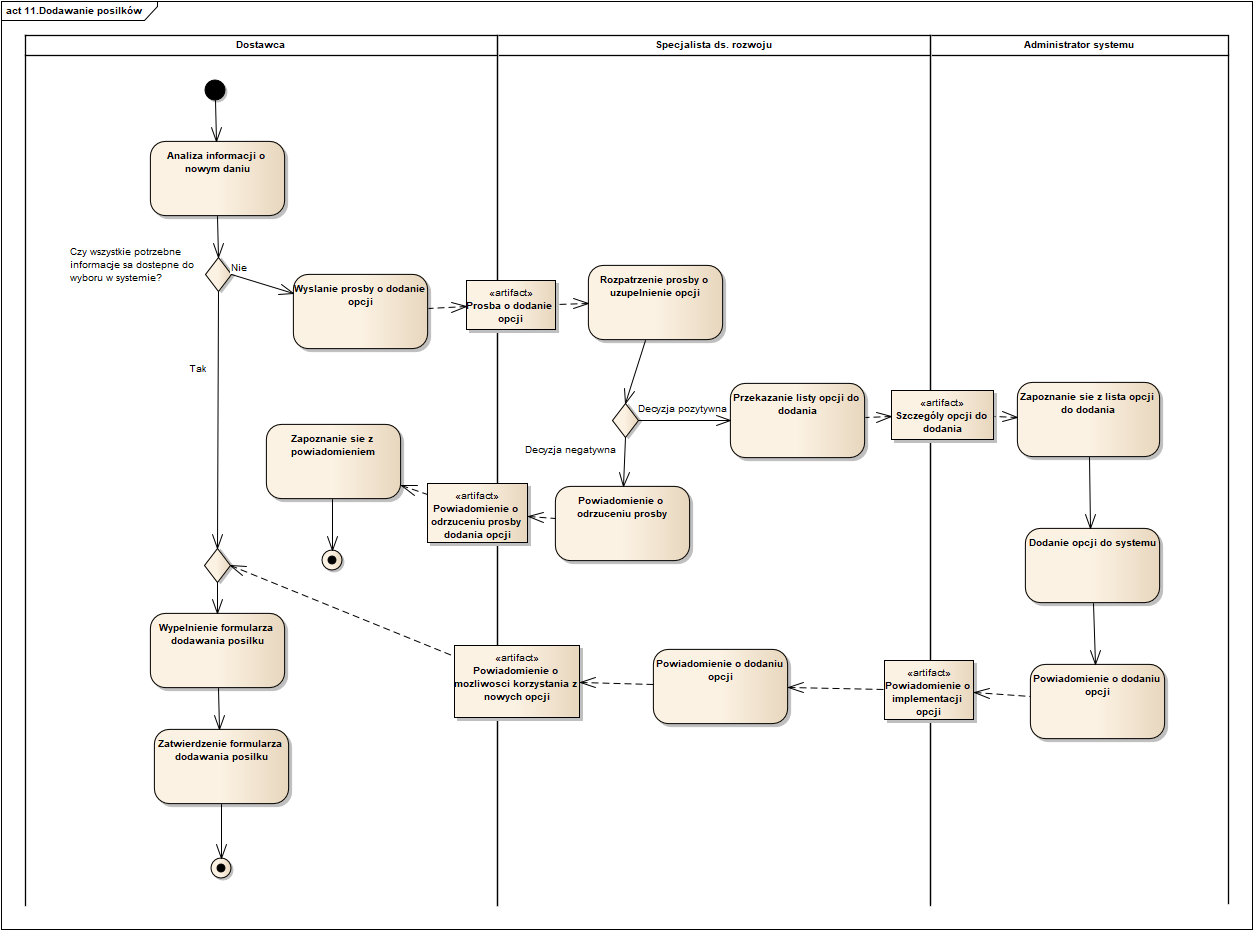 act 11.Dodawanie posilków
Dostawca
Specjalista ds. rozwoju
Administrator systemu
Analiza informacji o
nowym daniu
Czy wszystkie potrzebne
informacje sa dostepne do
wyboru w systemie?
Nie
Wyslanie prosby o dodanie
opcji
«artifact»
Prosba o dodanie
opcji
Rozpatrzenie prosby o
uzupelnienie opcji
Tak
Decyzja pozytywna
Przekazanie listy opcji do
dodania
«artifact»
Szczególy opcji do
dodania
Zapoznanie sie z lista opcji
do dodania
Decyzja negatywna
Zapoznanie sie z
powiadomieniem
«artifact»
Powiadomienie o
odrzuceniu prosby
dodania opcji
Powiadomienie o
odrzuceniu prosby
Dodanie opcji do systemu
Wypelnienie formularza
dodawania posilku
«artifact»
Powiadomienie o
mozliwosci korzystania z
nowych opcji
Powiadomienie o dodaniu
opcji
«artifact»
Powiadomienie o
implementacji
opcji
Powiadomienie o dodaniu
opcji
Zatwierdzenie formularza
dodawania posilku